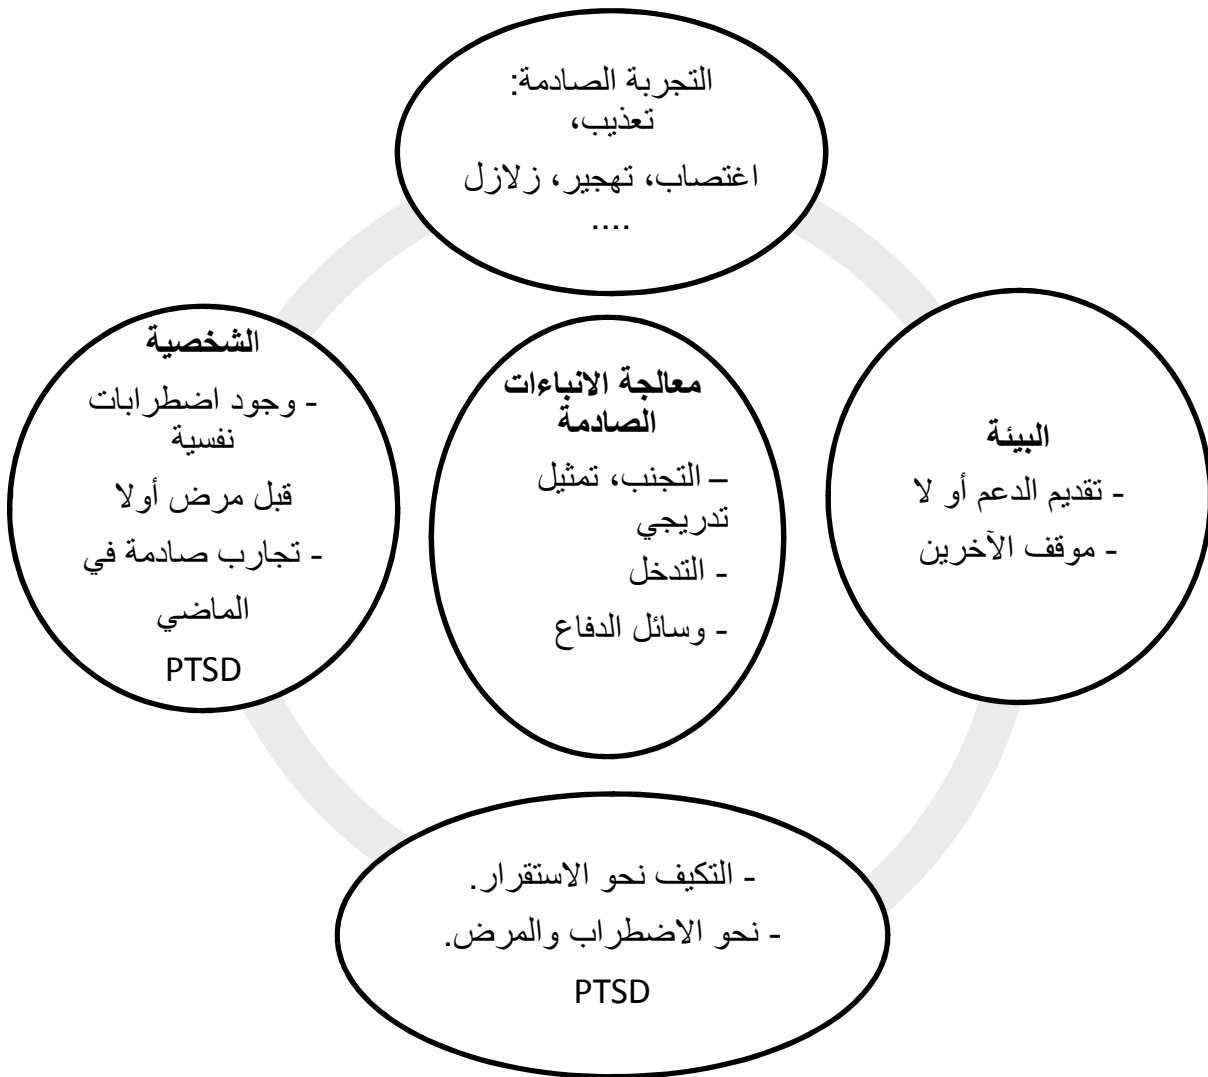 التجربة الصادمة:
تعذيب،
اغتصاب، تهجير، زلازل
....
البيئة
- تقديم الدعم أو لا
- موقف الآخرين
معالجة الانباءات
الصادمة
– التجنب، تمثيل
تدريجي
- التدخل
- وسائل الدفاع
الشخصية
- وجود اضطرابات
نفسية
قبل مرض أولا
- تجارب صادمة في
الماضي
PTSD
- التكيف نحو الاستقرار.
- نحو الاضطراب والمرض.
PTSD